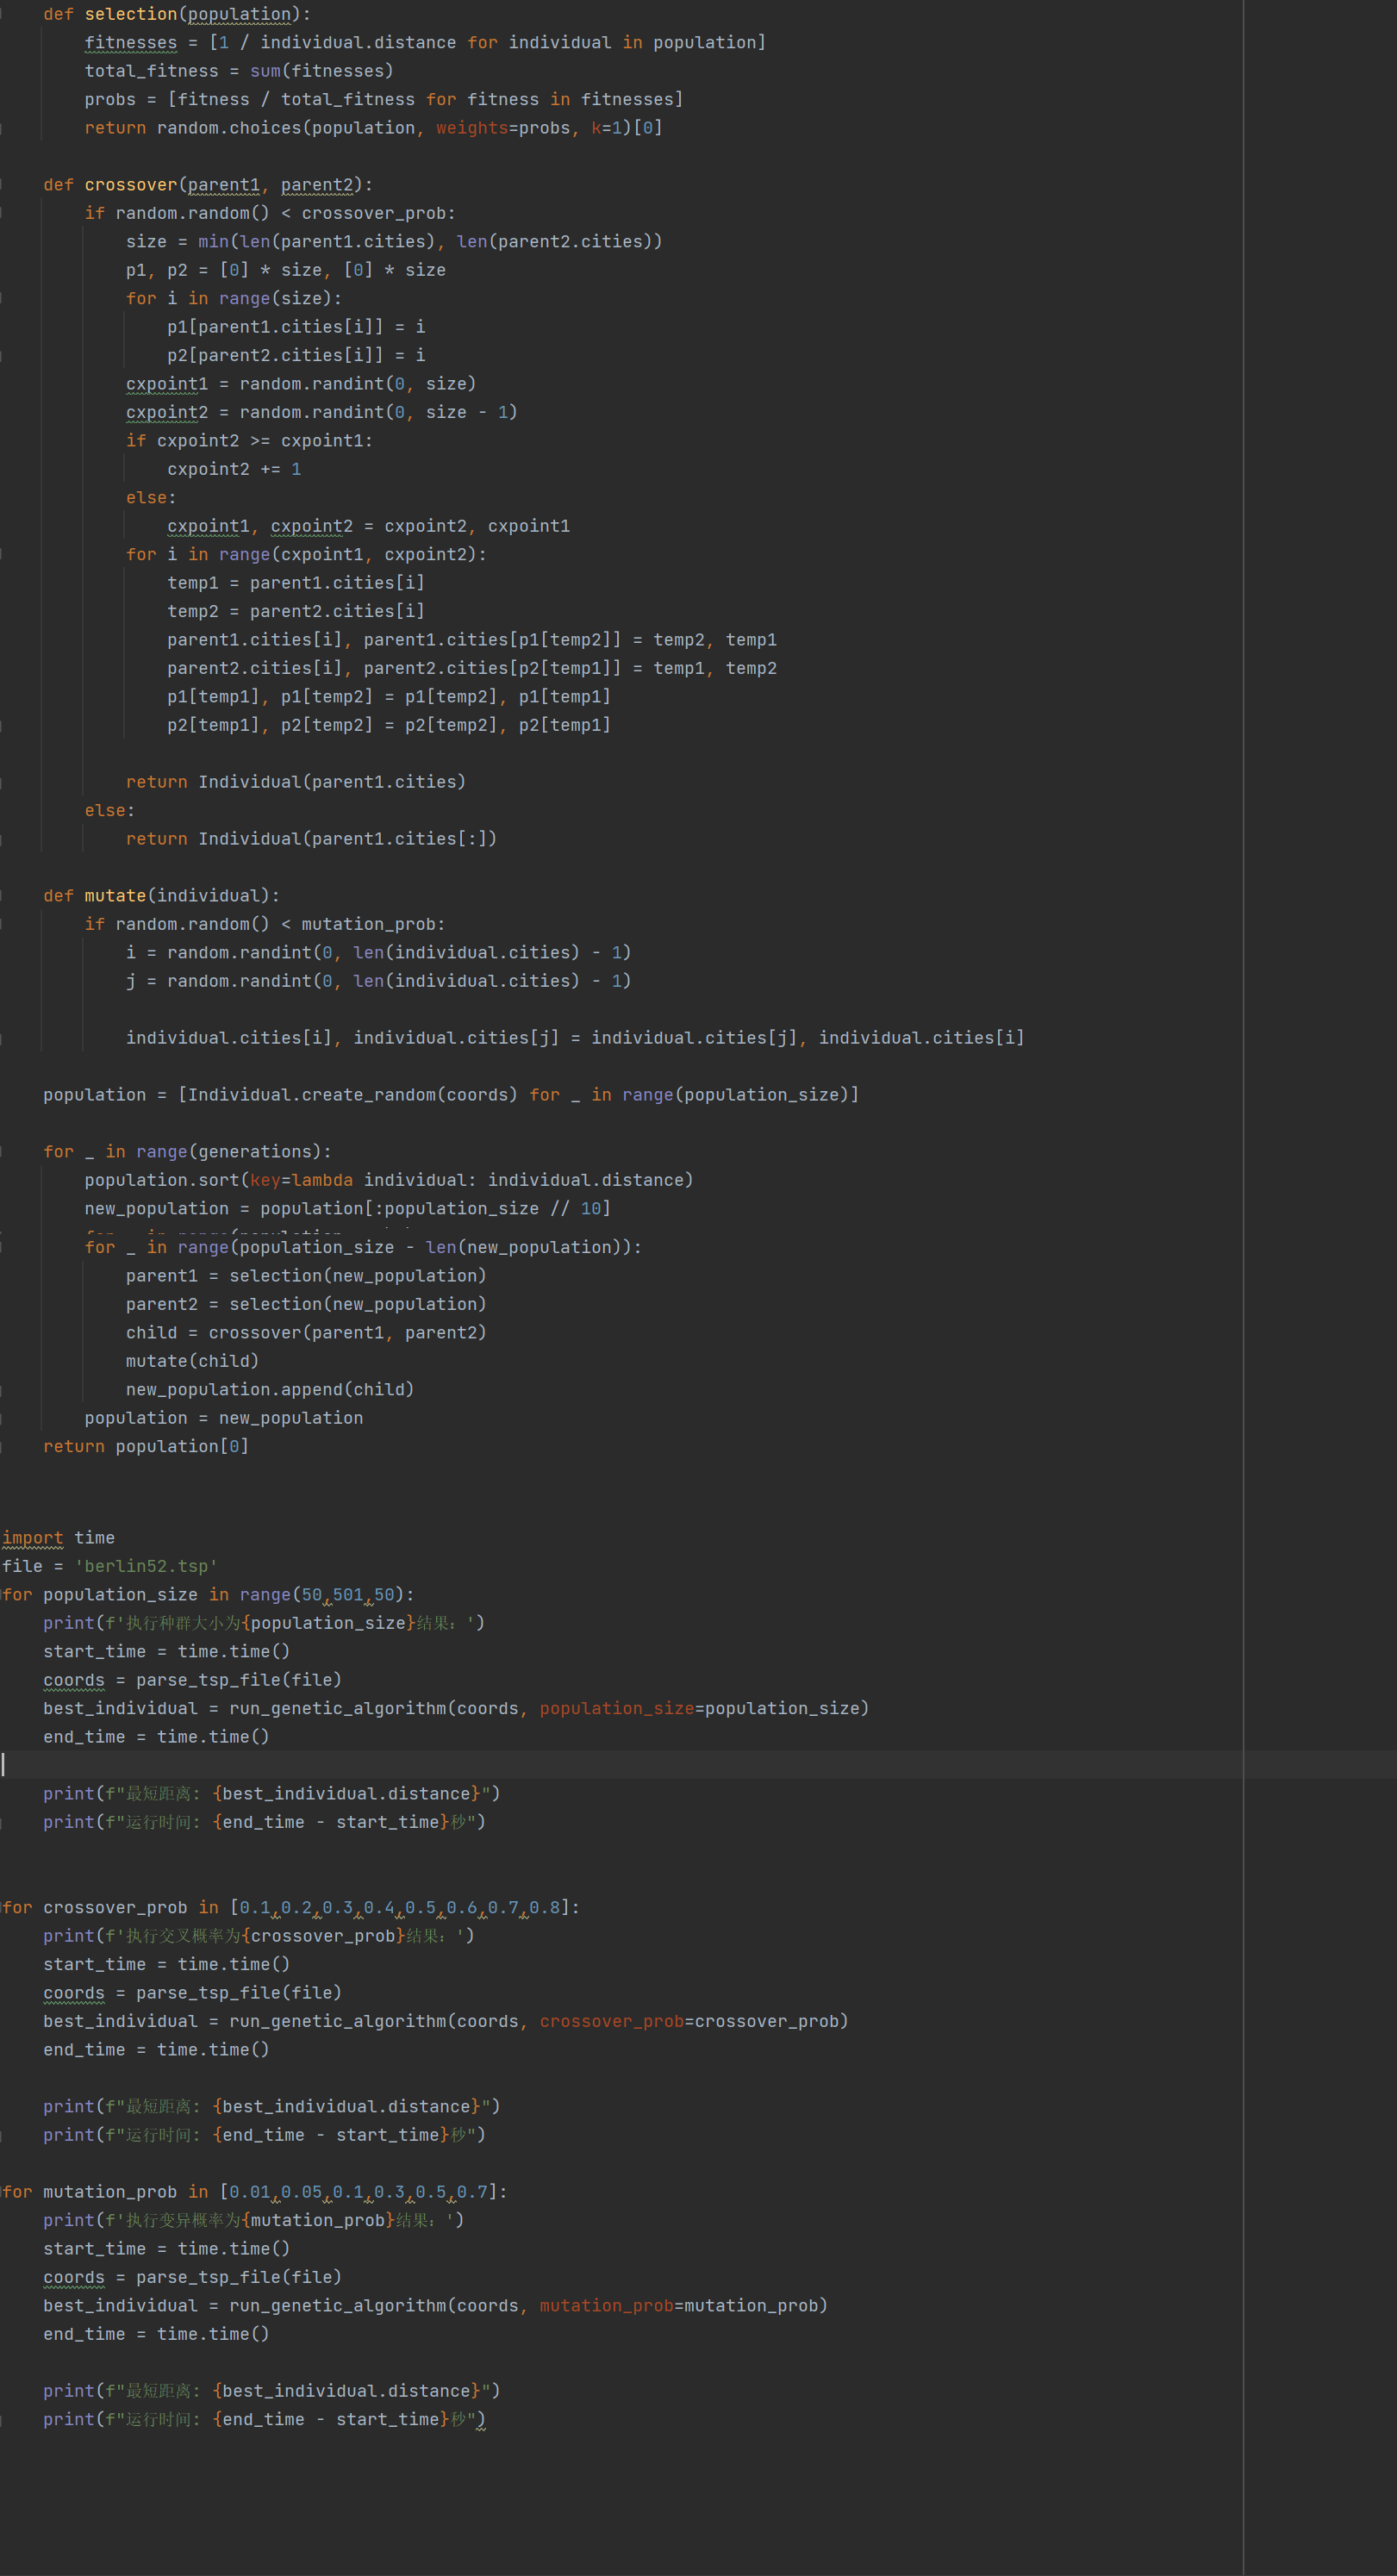 def selection(population):
    fitnesses = [1 / individual.distance for individual in population]
    total_fitness = sum(fitnesses)
    probs = [fitness / total_fitness for fitness in fitnesses]
    return random.choices(population, weights=probs, k=1)[0]

def crossover(parent1, parent2):
    if random.random() < crossover_prob:
        size = min(len(parent1.cities), len(parent2.cities))
        p1, p2 = [0] * size, [0] * size
        for i in range(size):
            p1[parent1.cities[i]] = i
            p2[parent2.cities[i]] = i
        cxpoint1 = random.randint(0, size)
        cxpoint2 = random.randint(0, size - 1)
        if cxpoint2 >= cxpoint1:
            cxpoint2 += 1
        else:
            cxpoint1, cxpoint2 = cxpoint2, cxpoint1
        for i in range(cxpoint1, cxpoint2):
            temp1 = parent1.cities[i]
            temp2 = parent2.cities[i]
            parent1.cities[i], parent1.cities[p1[temp2]] = temp2, temp1
            parent2.cities[i], parent2.cities[p2[temp1]] = temp1, temp2
            p1[temp1], p1[temp2] = p1[temp2], p1[temp1]
            p2[temp1], p2[temp2] = p2[temp2], p2[temp1]

        return Individual(parent1.cities)
    else:
        return Individual(parent1.cities[:])

def mutate(individual):
    if random.random() < mutation_prob:
        i = random.randint(0, len(individual.cities) - 1)
        j = random.randint(0, len(individual.cities) - 1)

        individual.cities[i], individual.cities[j] = individual.cities[j], individual.cities[i]

population = [Individual.create_random(coords) for _ in range(population_size)]

for _ in range(generations):
    population.sort(key=lambda individual: individual.distance)
    new_population = population[:population_size // 10]
    for _ in range(population_size - len(new_population)):
        parent1 = selection(new_population)
        parent2 = selection(new_population)
        child = crossover(parent1, parent2)
        mutate(child)
        new_population.append(child)
    population = new_population
return population[0]

import time
file = 'berlin52.tsp'
for population_size in range(50,501,50):
    print(f'执行种群大小为{population_size}结果：')
    start_time = time.time()
    coords = parse_tsp_file(file)
    best_individual = run_genetic_algorithm(coords, population_size=population_size)
    end_time = time.time()

    print(f"最短距离: {best_individual.distance}")
    print(f"运行时间: {end_time - start_time}秒")

for crossover_prob in [0.1,0.2,0.3,0.4,0.5,0.6,0.7,0.8]:
    print(f'执行交叉概率为{crossover_prob}结果：')
    start_time = time.time()
    coords = parse_tsp_file(file)
    best_individual = run_genetic_algorithm(coords, crossover_prob=crossover_prob)
    end_time = time.time()

    print(f"最短距离: {best_individual.distance}")
    print(f"运行时间: {end_time - start_time}秒")

for mutation_prob in [0.01,0.05,0.1,0.3,0.5,0.7]:
    print(f'执行变异概率为{mutation_prob}结果：')
    start_time = time.time()
    coords = parse_tsp_file(file)
    best_individual = run_genetic_algorithm(coords, mutation_prob=mutation_prob)
    end_time = time.time()

    print(f"最短距离: {best_individual.distance}")
    print(f"运行时间: {end_time - start_time}秒")